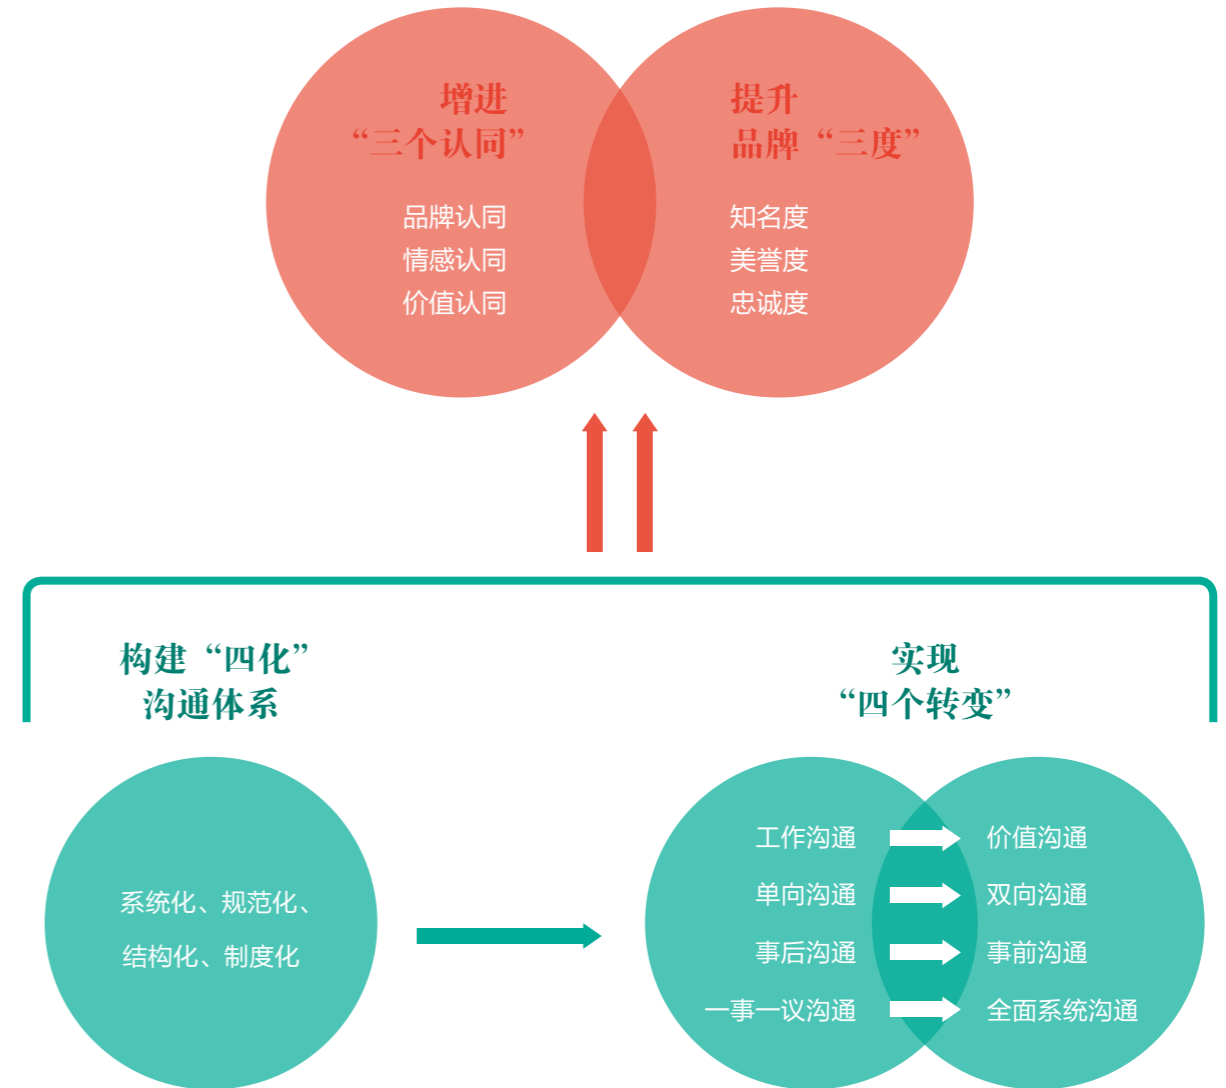 增进
“三个认同”
品牌认同
情感认同
价值认同
提升
品牌“三度”
知名度
美誉度
忠诚度
构建“四化”
沟通体系
系统化、规范化、
结构化、制度化
实现
“四个转变”
工作沟通 价值沟通
单向沟通 双向沟通
事后沟通 事前沟通
一事一议沟通 全面系统沟通